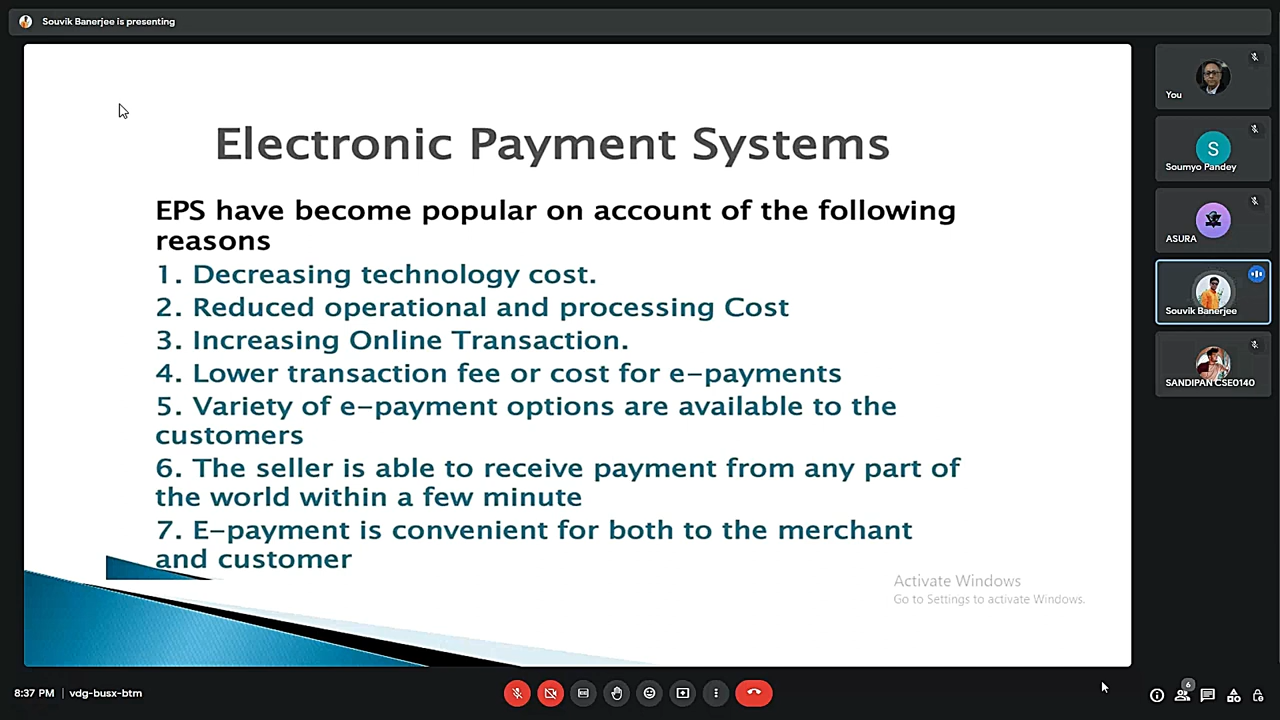 Souvik Banerjee is presenting
Electronic Payment Systems
EPS have become popular on account of the following
reasons
1. Decreasing technology cost.
2. Reduced operational and processing Cost
3. Increasing Online Transaction.
4. Lower transaction fee or cost for e-payments
5. Variety of e-payment options are available to the
customers
6. The seller is able to receive payment from any part of
the world within a few minute
7. E-payment is convenient for both to the merchant
and customer
Activate Windows
Go to Settings to activate Windows.
You
S
Soumyo Pandey
ASURA
Souvik Banerjee
SANDIPAN CSE0140
8:37 PM | vdg-busx-btm
6